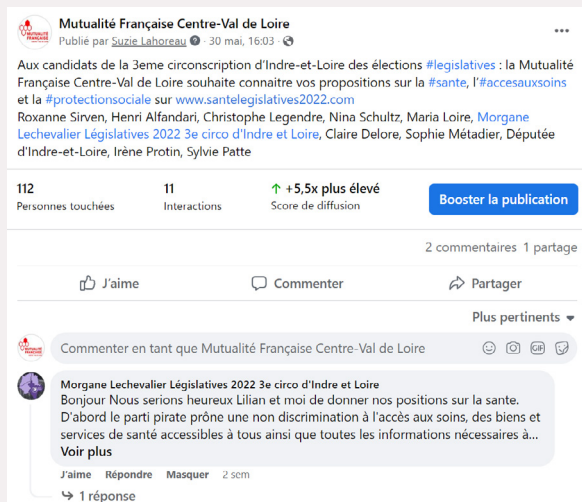 Mutualité Française Centre-Val de Loire
Publié par Suzie Lahoreau · 30 mai, 16:03 ·
Aux candidats de la 3eme circonscription d'Indre-et-Loire des élections #legislatives : la Mutualité
Française Centre-Val de Loire souhaite connaitre vos propositions sur la #sante, l'#accesauxsoins
et la #protectionsociale sur www.santelegislatives2022.com
Roxanne Sirven, Henri Alfandari, Christophe Legendre, Nina Schultz, Maria Loire, Morgane
Lechevalier Législatives 2022 3e circo d'Indre et Loire, Claire Delore, Sophie Métadier, Députée
d'Indre-et-Loire, Irène Protin, Sylvie Patte
112 11 +5,5x plus élevé
Personnes touchées Interactions Score de diffusion
Booster la publication
2 commentaires 1 partage
J'aime Commenter Partager
Plus pertinents
Commenter en tant que Mutualité Française Centre-Val de Loire
GIF
Morgane Lechevalier Législatives 2022 3e circo d'Indre et Loire
Bonjour Nous serions heureux Lilian et moi de donner nos positions sur la sante.
D'abord le parti pirate prône une non discrimination à l'accès aux soins, des biens et
services de santé accessibles à tous ainsi que toutes les informations nécessaires à...
Voir plus
J'aime Répondre Masquer 2 sem
1 réponse